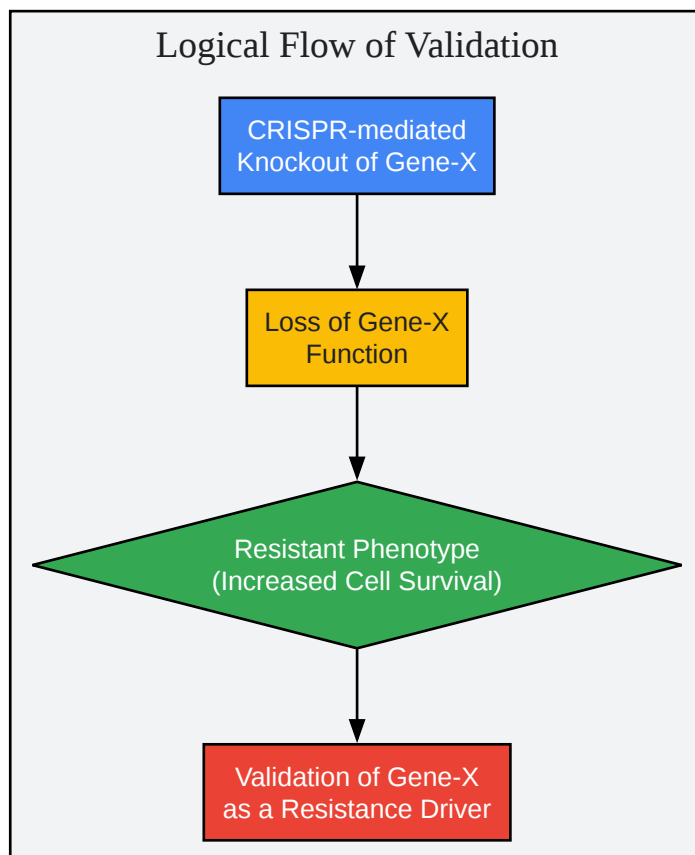 Logical Flow of Validation
CRISPR-mediated
Knockout of Gene-X
Loss of Gene-X
Function
Resistant Phenotype
(Increased Cell Survival)
Validation of Gene-X
as a Resistance Driver